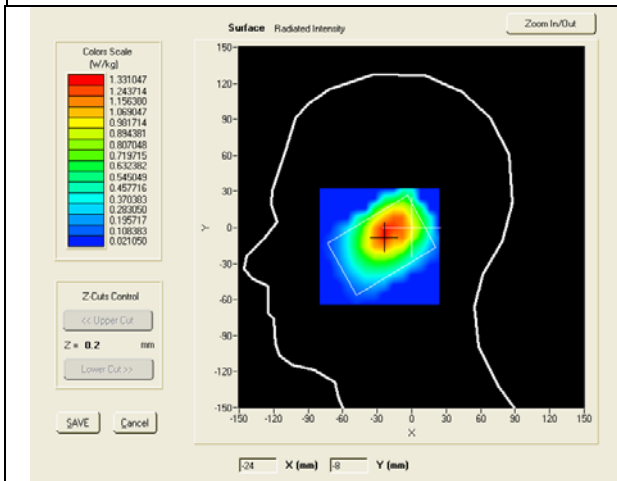 Surface Radiated Intensity
Zoom In/Out
Colors Scale
(W/kg)
1.331047
1.243714
1.156380
1.069047
0.981714
0.894381
0.807048
0.719715
0.632382
0.545049
0.457716
0.370383
0.283050
0.195717
0.108383
0.021050
150
120
90
60
30
0
-30
-60
-90
-120
-150
Y
-150 -120 -90 -60 -30 0 30 60 90 120 150
X
Z-Cuts Control
<< Upper Cut
Z = 0.2 mm
Lower Cut >>
SAVE Cancel
-24 X (mm) -8 Y (mm)